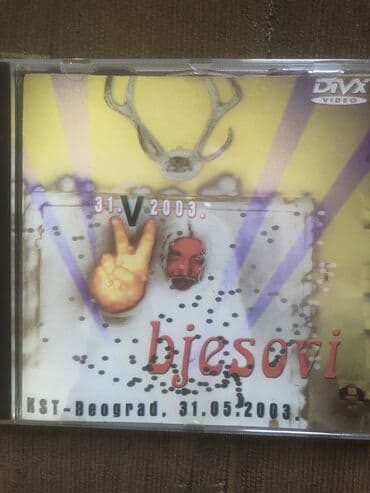 DIVX
VIDEO
31.V 2003.
bjesovi
KST-Beograd, 31.05.2003.